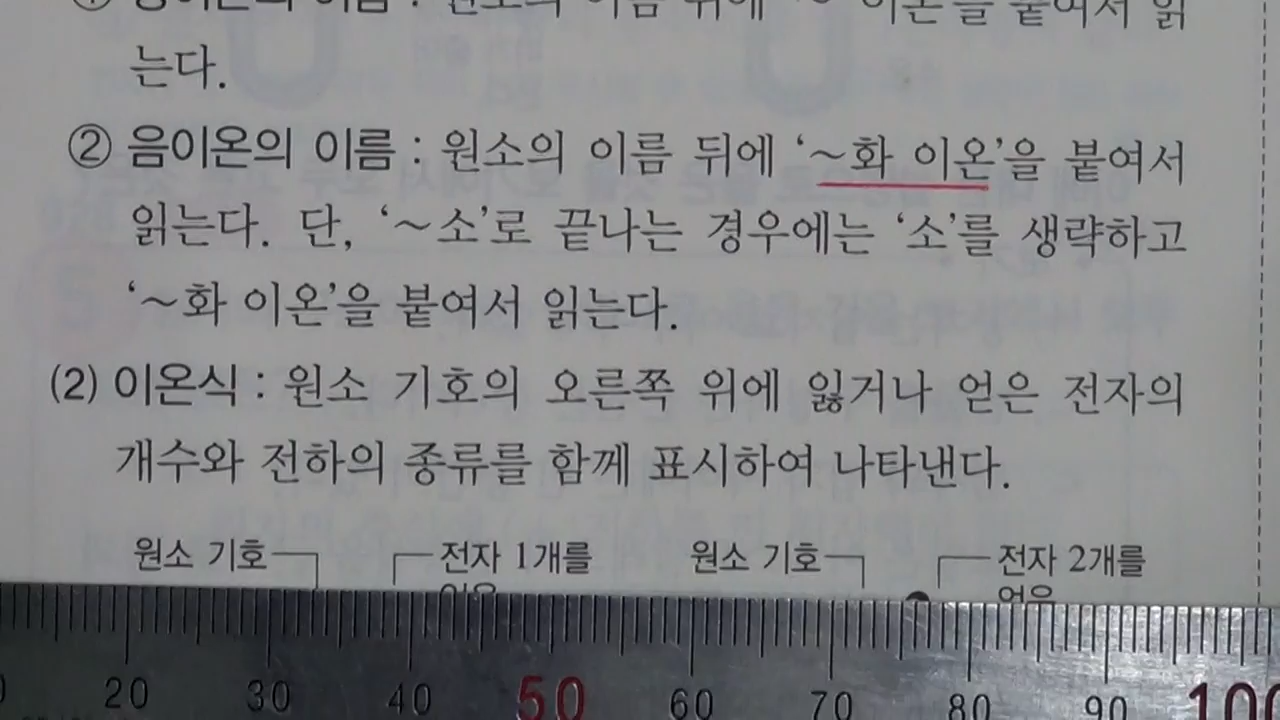 는다.
② 음이온의 이름 : 원소의 이름 뒤에 ‘~화 이온’을 붙여서
읽는다. 단, ‘~소’로 끝나는 경우에는 ‘소’를 생략하고
‘~화 이온’을 붙여서 읽는다.
(2) 이온식 : 원소 기호의 오른쪽 위에 잃거나 얻은 전자의
개수와 전하의 종류를 함께 표시하여 나타낸다.
원소 기호 전자 1개를 원소 기호 전자 2개를
20 30 40 50 60 70 80 90 100